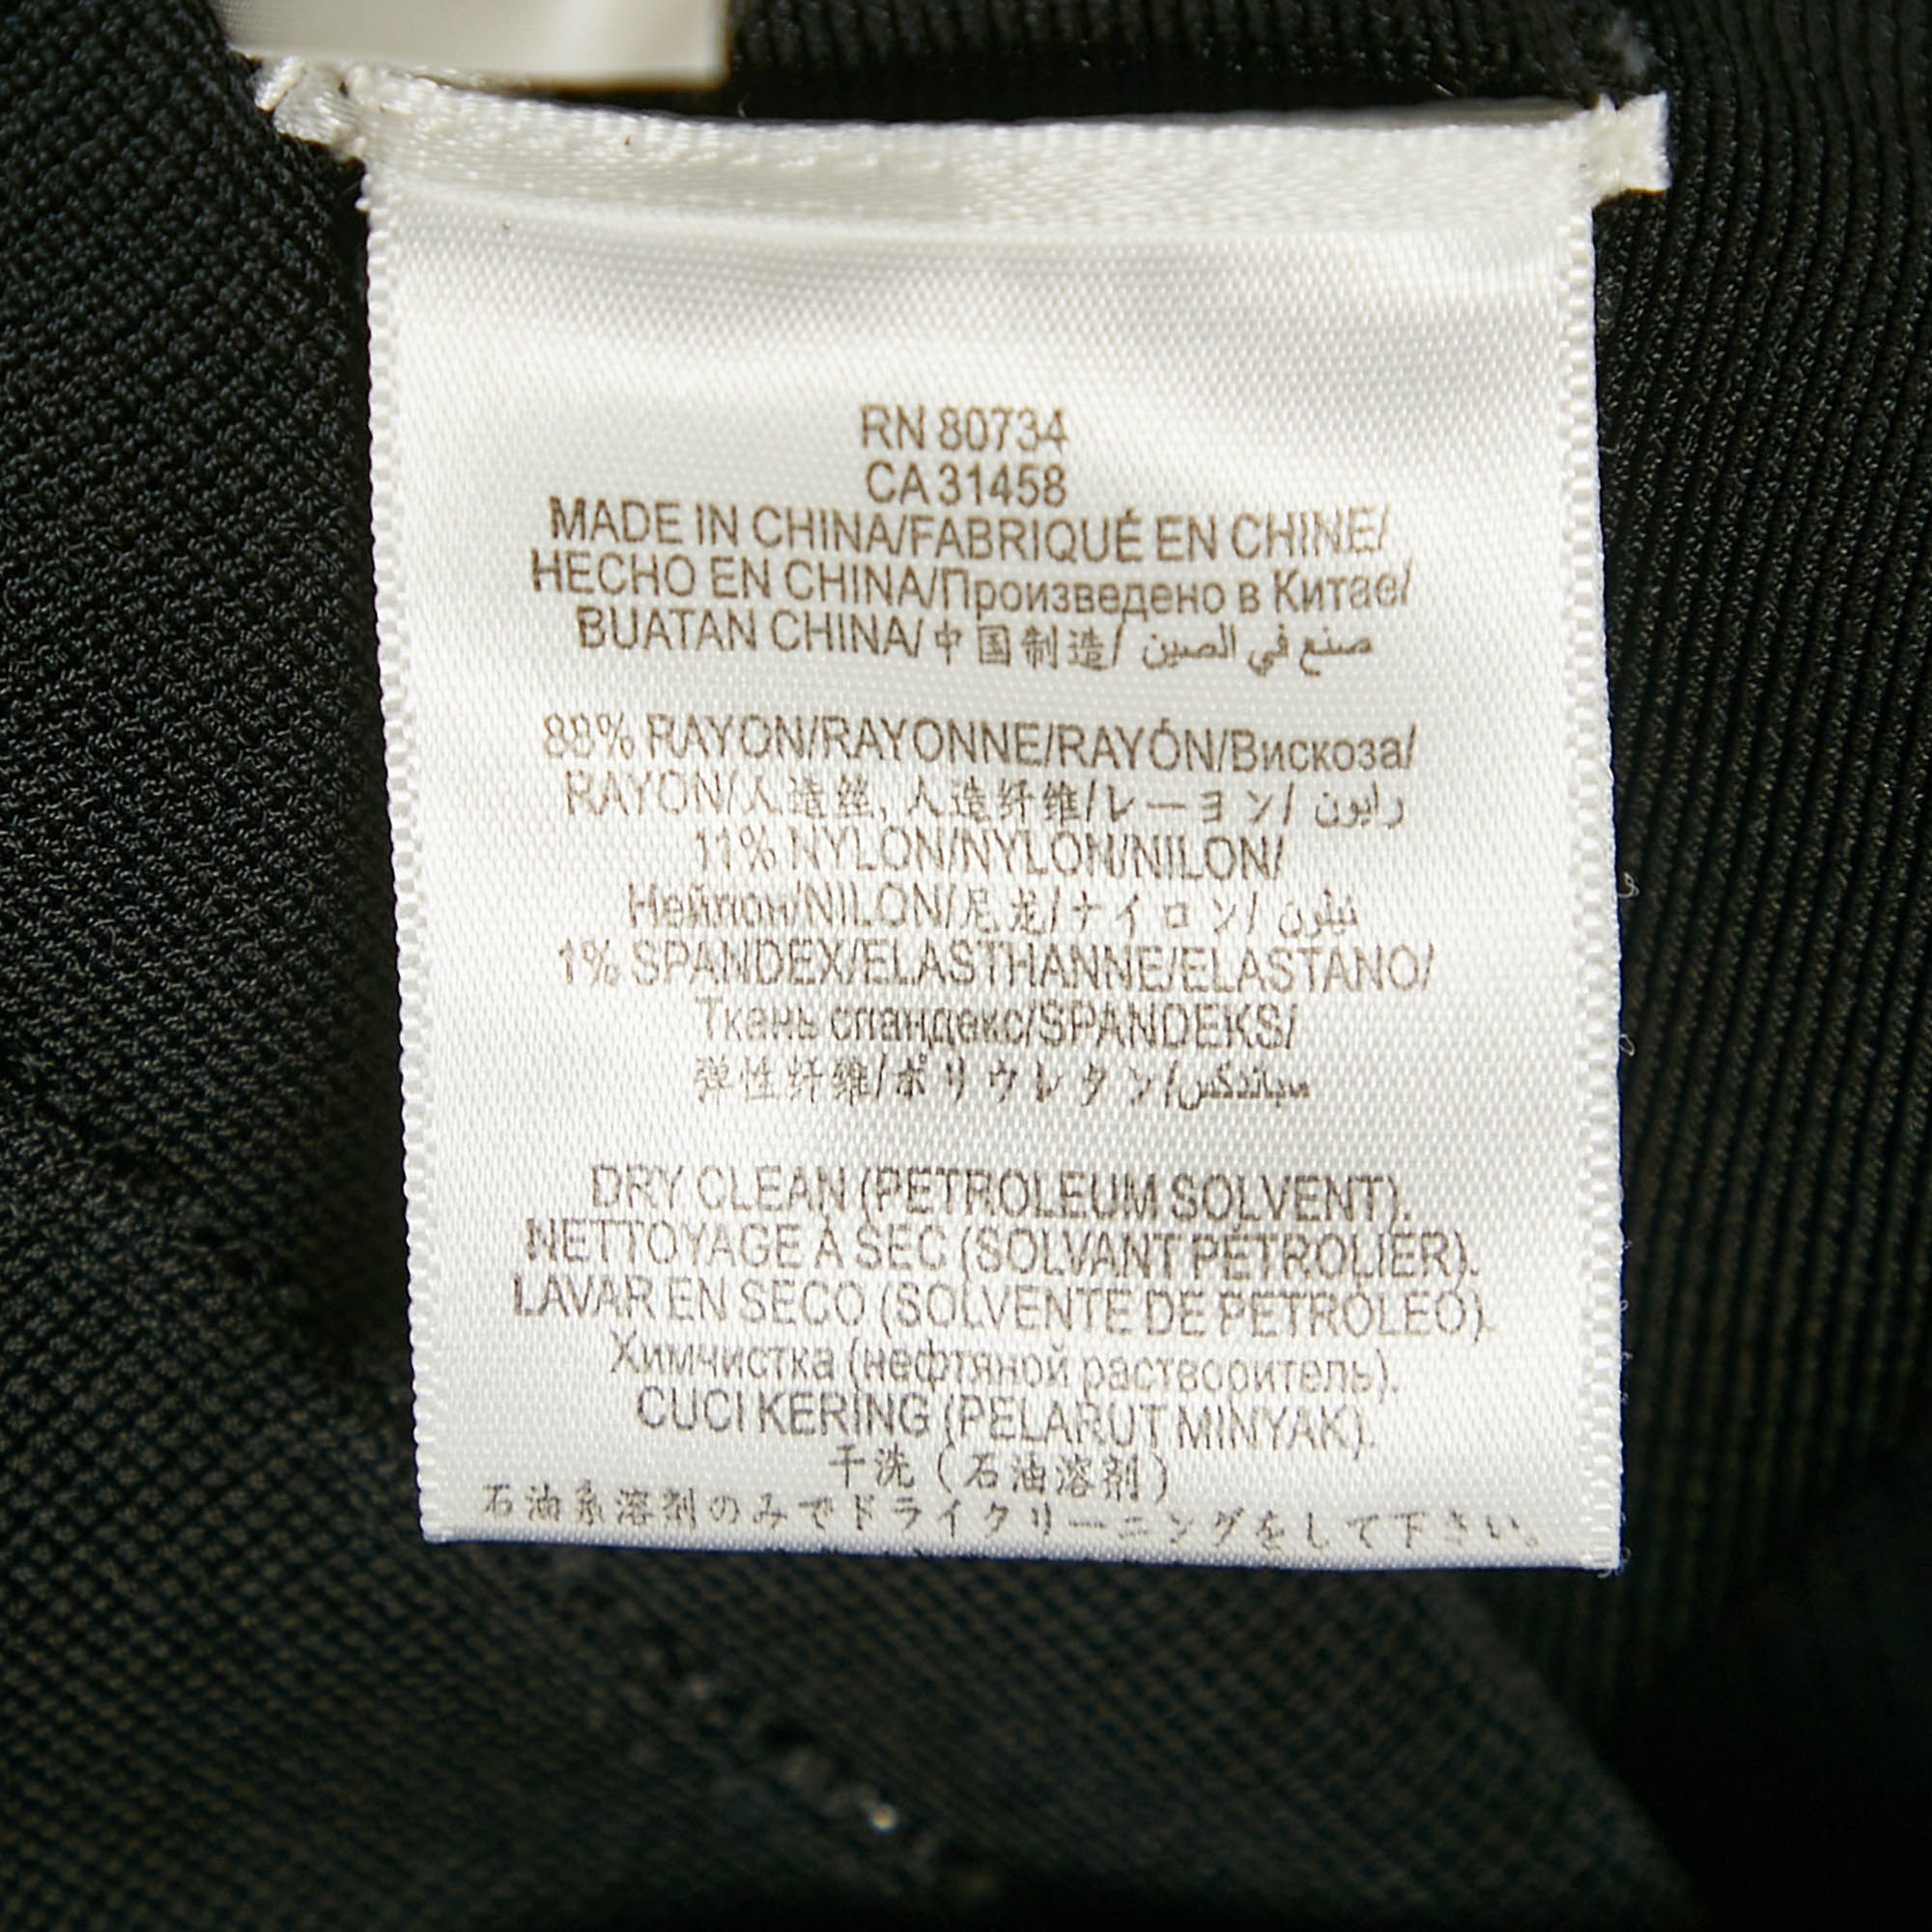 RN 80734
CA 31458
MADE IN CHINA/FABRIQUÉ EN CHINE/
HECHO EN CHINA/Произведено в Китае/
BUATAN CHINA/ 中国制造/ صنع في الصين
88% RAYON/RAYONNE/RAYÓN/Вискоза/
RAYON/人造丝, 人造纤维/レーヨン/ رايون
11% NYLON/NYLON/NILON/
Нейлон/NILON/尼龙/ナイロン/ نيلون
1% SPANDEX/ELASTHANNE/ELASTANO/
Ткань спандекс/SPANDEKS/
弹性纤维/ポリウレタン/سباندكس
DRY CLEAN (PETROLEUM SOLVENT).
NETTOYAGE À SEC (SOLVANT PÉTROLIER).
LAVAR EN SECO (SOLVENTE DE PETRÓLEO).
Химчистка (нефтяной растворитель).
CUCI KERING (PELARUT MINYAK).
干洗（石油溶剂）
石油系溶剤のみでドライクリーニングをして下さい。